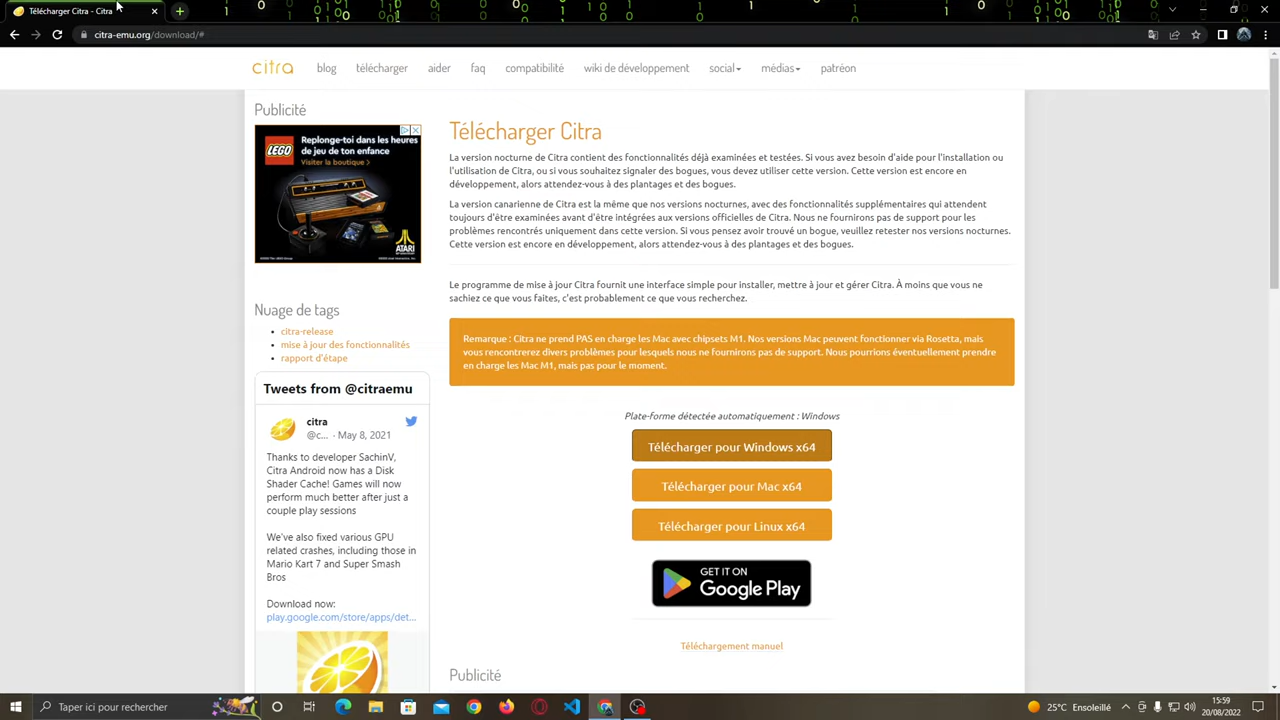 Télécharger Citra - Citra
citra-emu.org/download/#
citra
blog
télécharger
aider
faq
compatibilité
wiki de développement
social
médias
patréon
Publicité
LEGO
Replonge-toi dans les heures
de jeu de ton enfance
Visiter la boutique >
ATARI
Nuage de tags
citra-release
mise à jour des fonctionnalités
rapport d'étape
Tweets from @citraemu
citra
@c... · May 8, 2021
Thanks to developer SachinV,
Citra Android now has a Disk
Shader Cache! Games will now
perform much better after just a
couple play sessions
We've also fixed various GPU
related crashes, including those in
Mario Kart 7 and Super Smash
Bros
Download now:
play.google.com/store/apps/det...
Télécharger Citra
La version nocturne de Citra contient des fonctionnalités déjà examinées et testées. Si vous avez besoin d'aide pour l'installation ou
l'utilisation de Citra, ou si vous souhaitez signaler des bogues, vous devez utiliser cette version. Cette version est encore en
développement, alors attendez-vous à des plantages et des bogues.
La version canarienne de Citra est la même que nos versions nocturnes, avec des fonctionnalités supplémentaires qui attendent
toujours d'être examinées avant d'être intégrées aux versions officielles de Citra. Nous ne fournirons pas de support pour les
problèmes rencontrés uniquement dans cette version. Si vous pensez avoir trouvé un bogue, veuillez retester nos versions nocturnes.
Cette version est encore en développement, alors attendez-vous à des plantages et des bogues.
Le programme de mise à jour Citra fournit une interface simple pour installer, mettre à jour et gérer Citra. À moins que vous ne
sachiez ce que vous faites, c'est probablement ce que vous recherchez.
Remarque : Citra ne prend PAS en charge les Mac avec chipsets M1. Nos versions Mac peuvent fonctionner via Rosetta, mais
vous rencontrerez divers problèmes pour lesquels nous ne fournirons pas de support. Nous pourrions éventuellement prendre
en charge les Mac M1, mais pas pour le moment.
Plate-forme détectée automatiquement : Windows
Télécharger pour Windows x64
Télécharger pour Mac x64
Télécharger pour Linux x64
GET IT ON
Google Play
Téléchargement manuel
Publicité
Taper ici pour rechercher
25°C Ensoleillé
15:59
20/08/2022